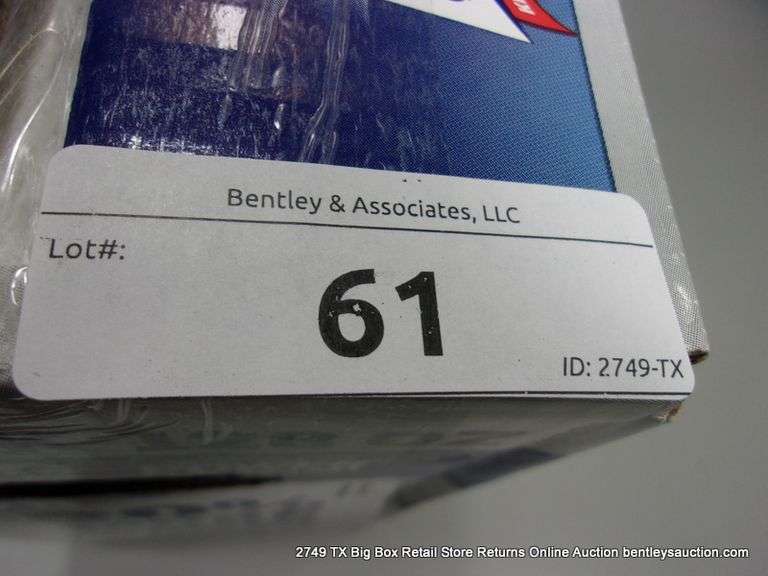 Bentley & Associates, LLC
Lot#:
61
ID: 2749-TX
2749 TX Big Box Retail Store Returns Online Auction bentleysauction.com